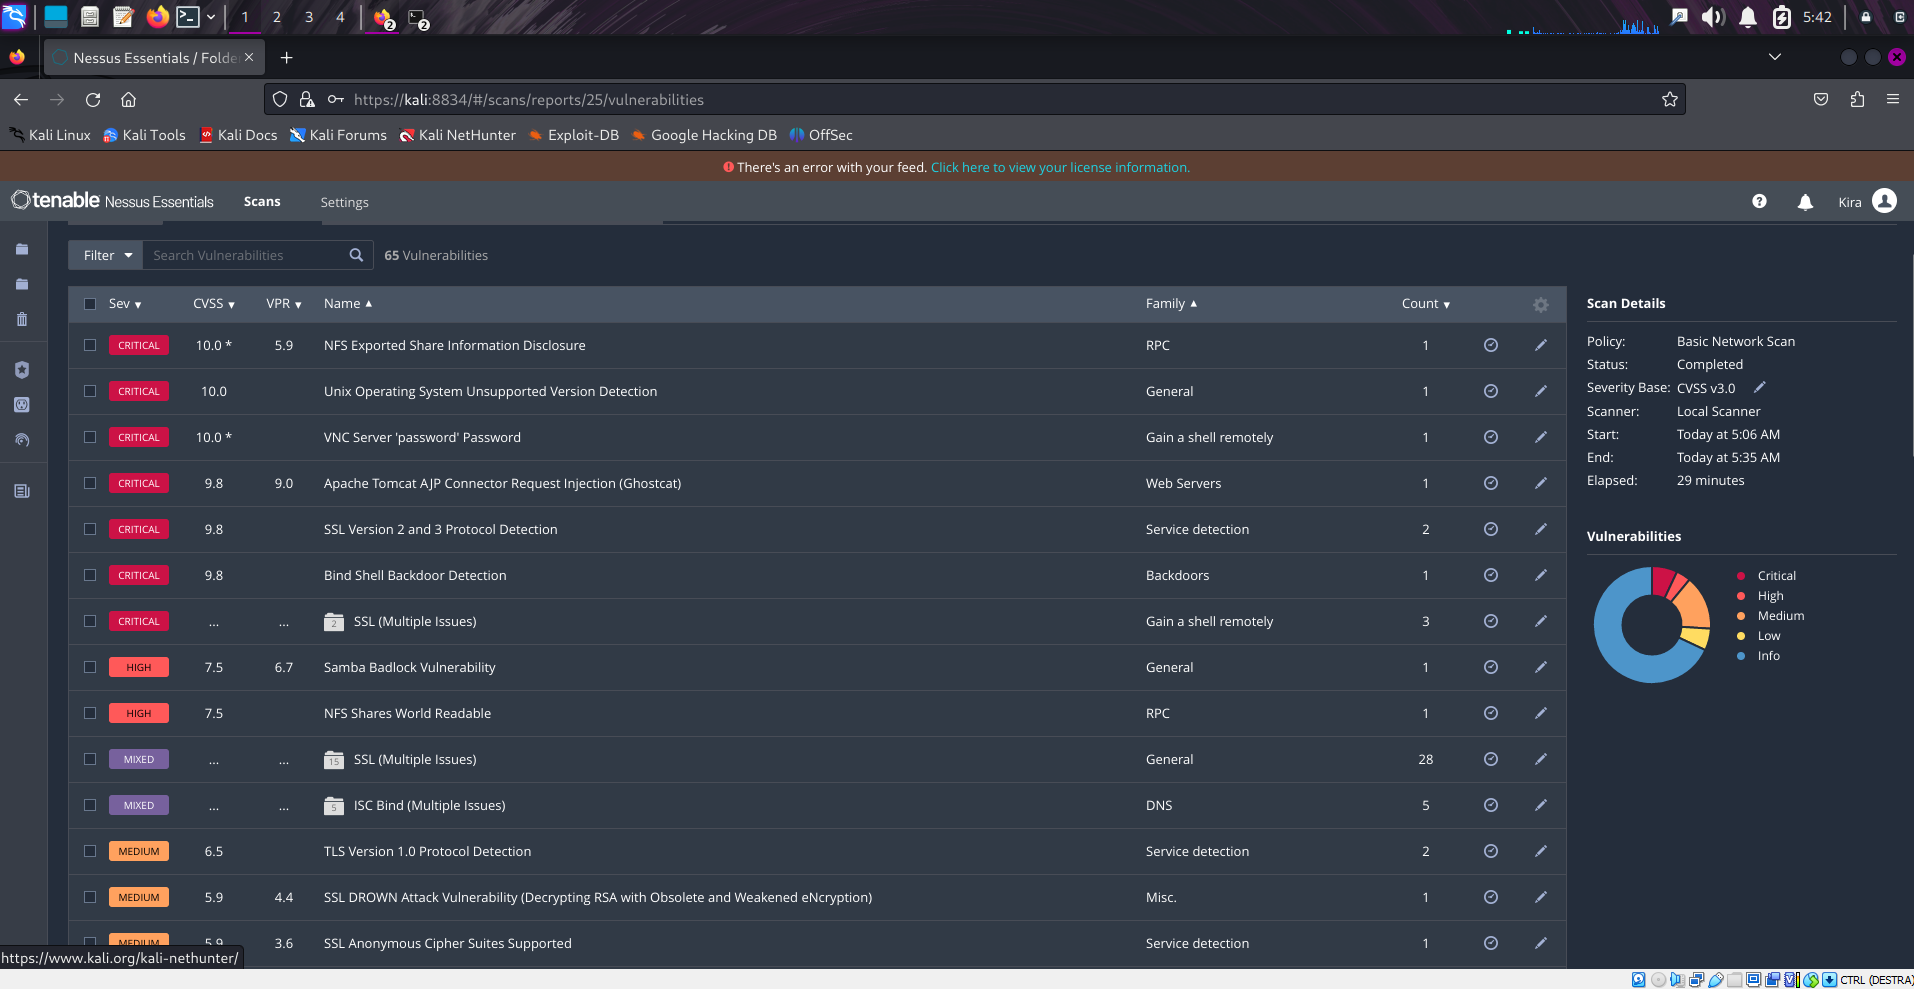 1 2 3 4 2 2 5:42
Nessus Essentials / Folde
https://kali:8834/#/scans/reports/25/vulnerabilities
Kali Linux Kali Tools Kali Docs Kali Forums Kali NetHunter Exploit-DB Google Hacking DB OffSec
There's an error with your feed. Click here to view your license information.
tenable Nessus Essentials Scans Settings Kira
Filter Search Vulnerabilities 65 Vulnerabilities
Sev CVSS VPR Name Family Count
CRITICAL 10.0 * 5.9 NFS Exported Share Information Disclosure RPC 1
CRITICAL 10.0 Unix Operating System Unsupported Version Detection General 1
CRITICAL 10.0 * VNC Server 'password' Password Gain a shell remotely 1
CRITICAL 9.8 9.0 Apache Tomcat AJP Connector Request Injection (Ghostcat) Web Servers 1
CRITICAL 9.8 SSL Version 2 and 3 Protocol Detection Service detection 2
CRITICAL 9.8 Bind Shell Backdoor Detection Backdoors 1
CRITICAL ... ... 2 SSL (Multiple Issues) Gain a shell remotely 3
HIGH 7.5 6.7 Samba Badlock Vulnerability General 1
HIGH 7.5 NFS Shares World Readable RPC 1
MIXED ... ... 15 SSL (Multiple Issues) General 28
MIXED ... ... 5 ISC Bind (Multiple Issues) DNS 5
MEDIUM 6.5 TLS Version 1.0 Protocol Detection Service detection 2
MEDIUM 5.9 4.4 SSL DROWN Attack Vulnerability (Decrypting RSA with Obsolete and Weakened eNcryption) Misc. 1
MEDIUM 5.9 3.6 SSL Anonymous Cipher Suites Supported Service detection 1
Scan Details
Policy: Basic Network Scan
Status: Completed
Severity Base: CVSS v3.0
Scanner: Local Scanner
Start: Today at 5:06 AM
End: Today at 5:35 AM
Elapsed: 29 minutes
Vulnerabilities
Critical
High
Medium
Low
Info
https://www.kali.org/kali-nethunter/
CTRL (DESTRA)